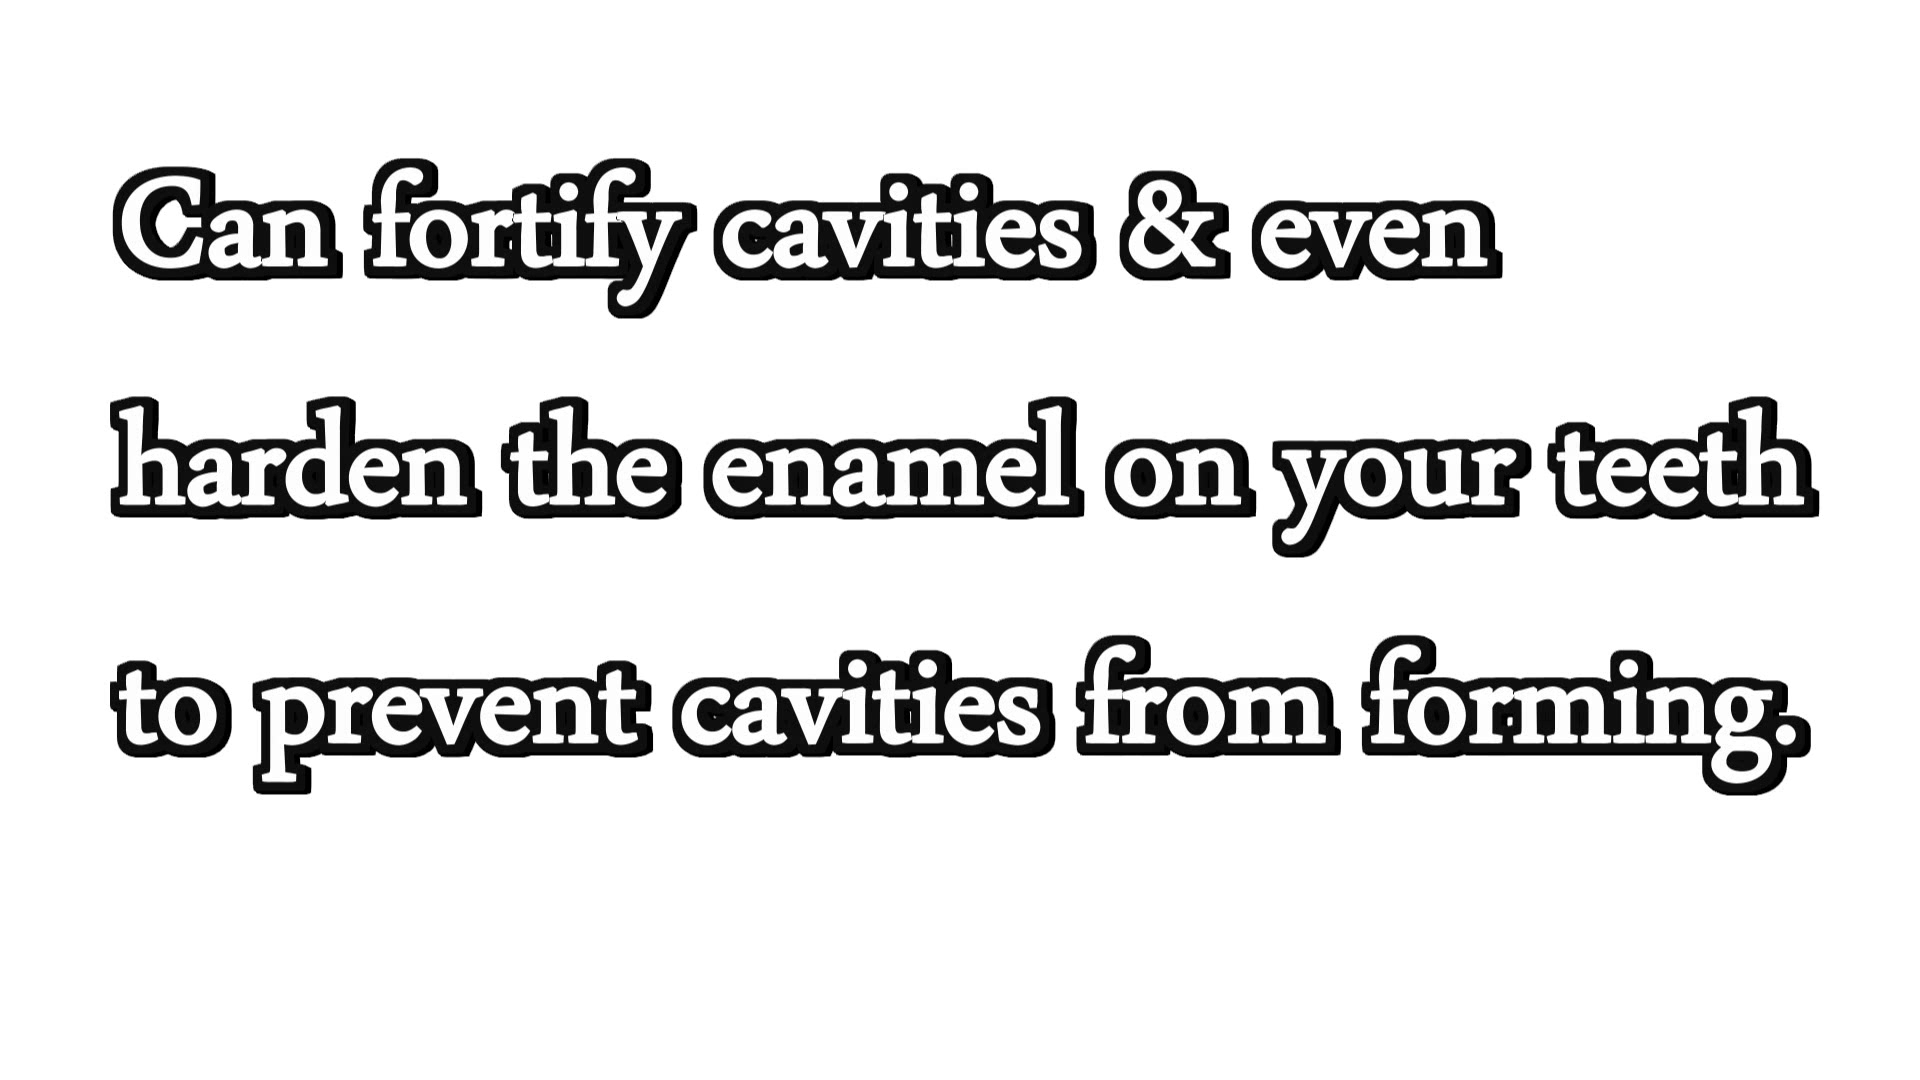 Can fortify cavities & even
harden the enamel on your teeth
to prevent cavities from forming.